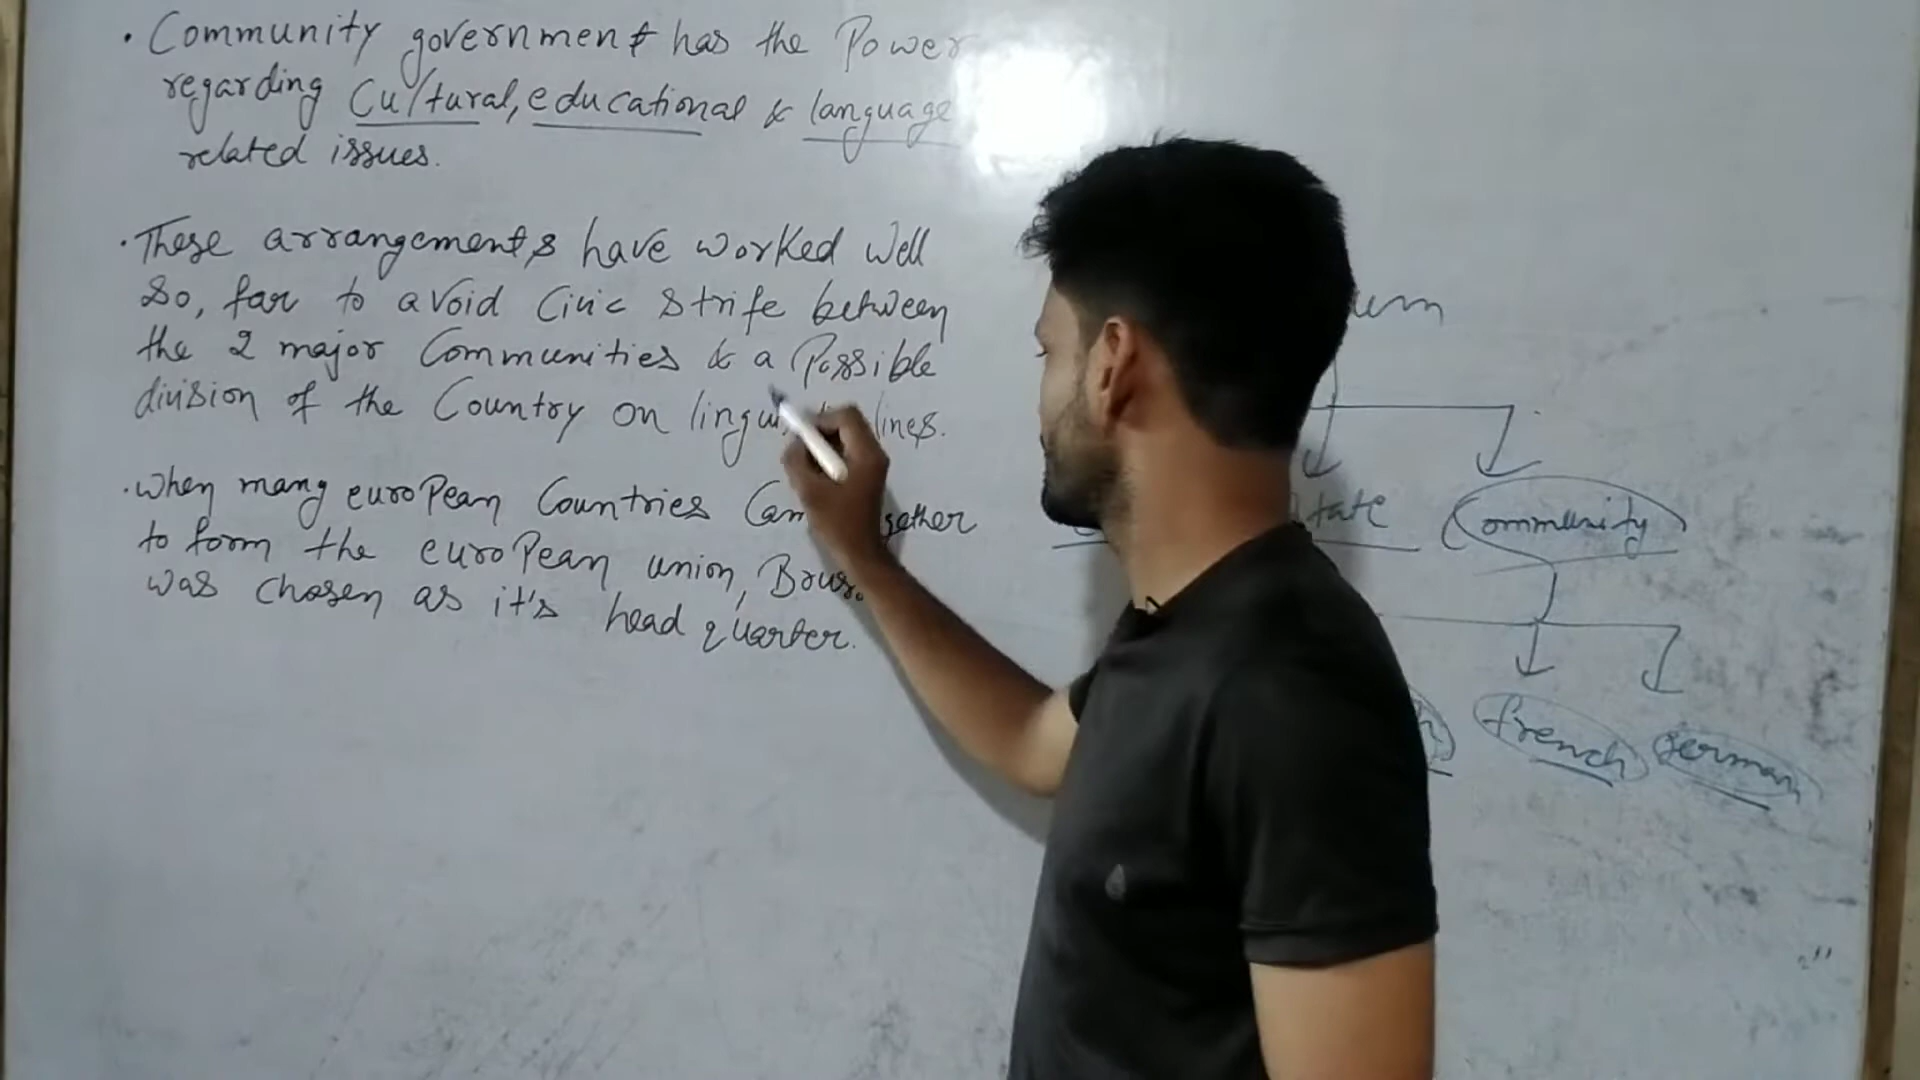 • Community government has the Power
regarding Cultural, educational & language
related issues.
• These arrangements have worked well
So, far to avoid Civic Strife between
the 2 major Communities & a Possible
division of the Country on lines.
• When many euroPean Countries
to form the euroPean union,
was chosen as it's head quarter.
Community
french
german